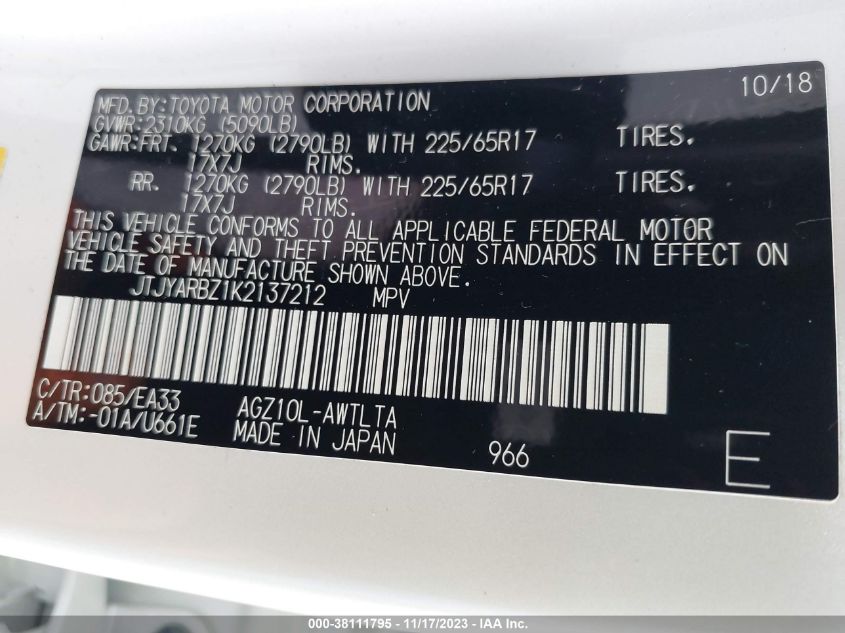 10/18
MFD. BY: TOYOTA MOTOR CORPORATION
GVWR: 2310KG (5090LB)
GAWR: FRT. 1270KG (2790LB) WITH 225/65R17 TIRES.
17X7J RIMS.
RR. 1270KG (2790LB) WITH 225/65R17 TIRES.
17X7J RIMS.
THIS VEHICLE CONFORMS TO ALL APPLICABLE FEDERAL MOTOR
VEHICLE SAFETY AND THEFT PREVENTION STANDARDS IN EFFECT ON
THE DATE OF MANUFACTURE SHOWN ABOVE.
JTJYARBZ1K2137212 MPV
C/TR: 085/EA33
A/TM: -01A/U661E
AGZ10L-AWTLTA
MADE IN JAPAN
966
E
000-38111795 - 11/17/2023 - IAA Inc.